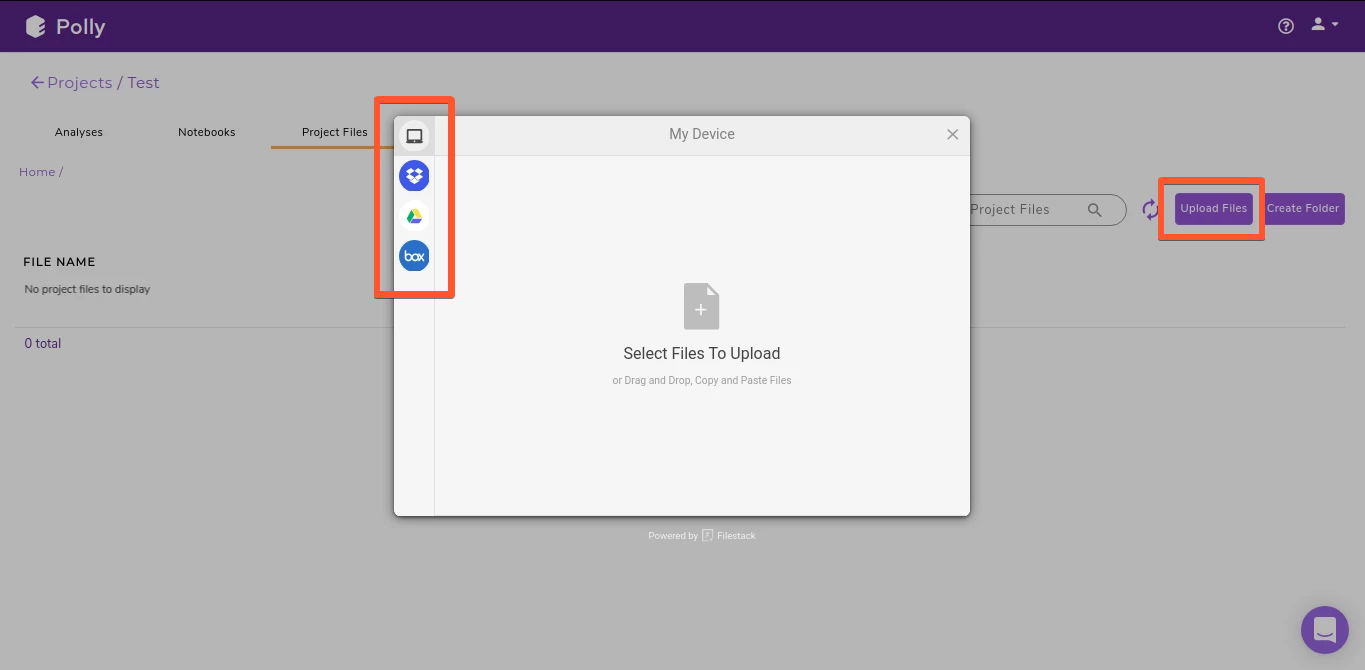 Polly
Projects / Test
Analyses
Notebooks
Project Files
Home /
My Device
box
Project Files
Upload Files
Create Folder
FILE NAME
No project files to display
0 total
Select Files To Upload
or Drag and Drop, Copy and Paste Files
Powered by Filestack